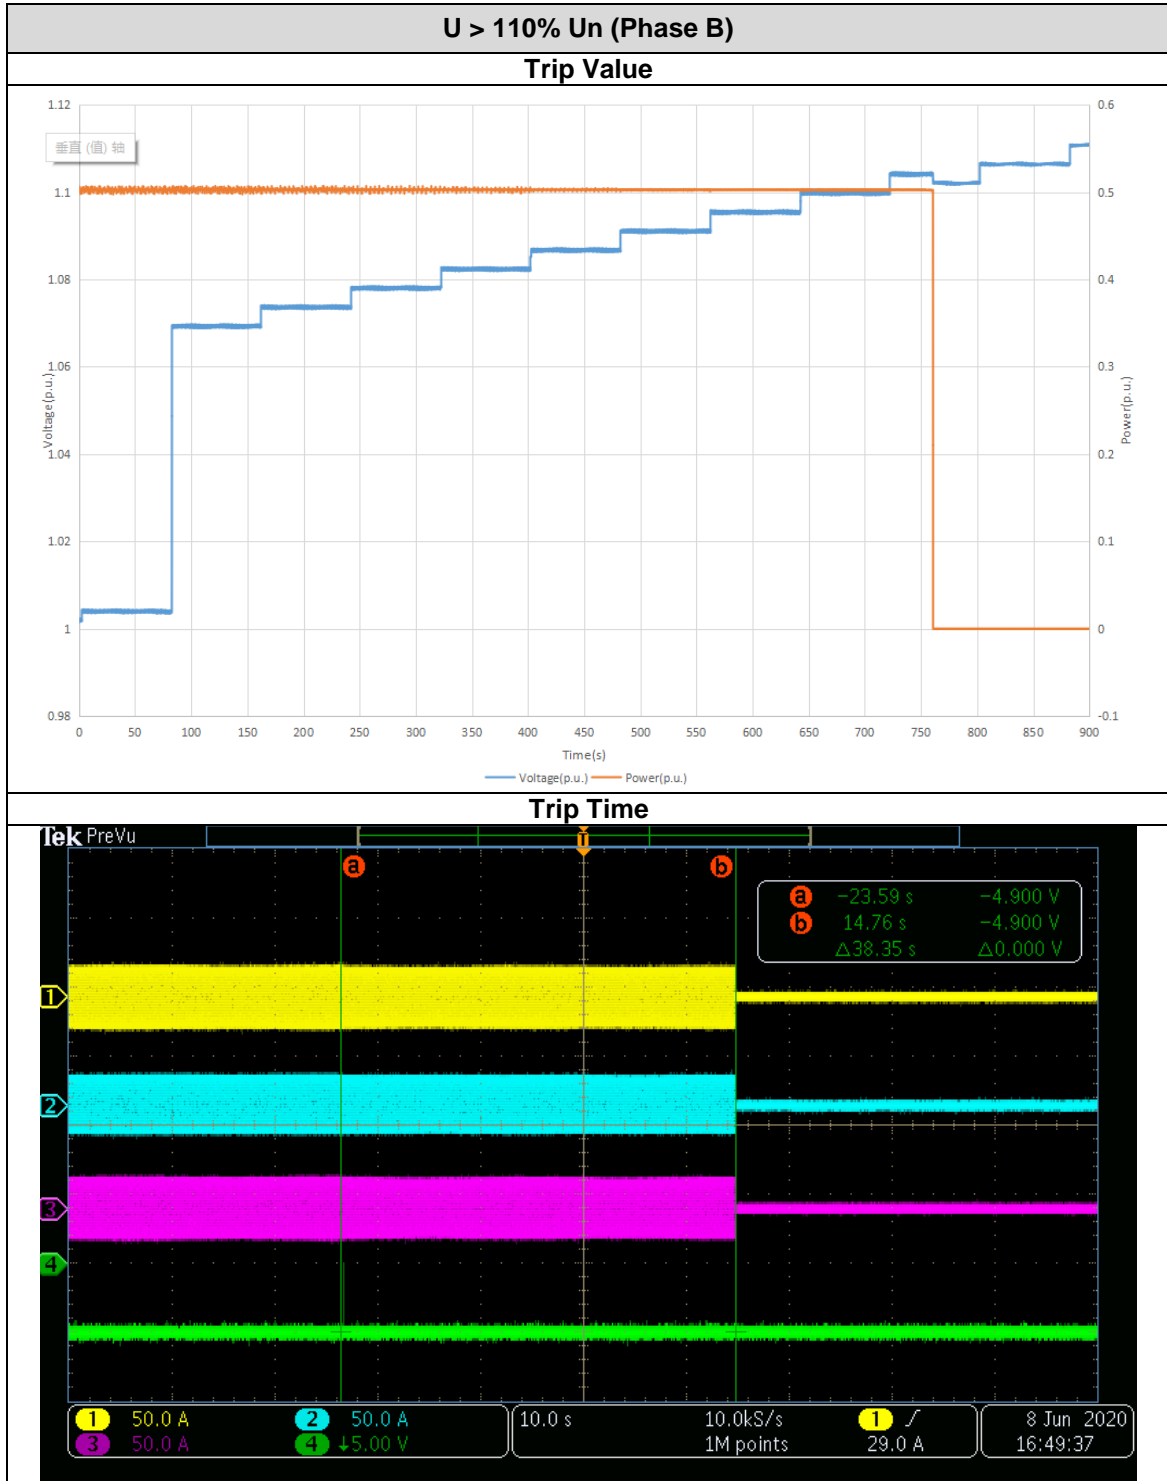 U > 110% Un (Phase B)
Trip Value
1.12
1.1
1.08
1.06
1.04
1.02
1
0.98
垂直 (值) 轴
Voltage(p.u.)
0.6
0.5
0.4
0.3
0.2
0.1
0
-0.1
Power(p.u.)
0 50 100 150 200 250 300 350 400 450 500 550 600 650 700 750 800 850 900
Time(s)
Voltage(p.u.) Power(p.u.)
Trip Time
Tek PreVu
T
a b
a -23.59 s -4.900 V
b 14.76 s -4.900 V
△38.35 s △0.000 V
1
2
3
4
1 50.0 A 2 50.0 A
3 50.0 A 4 ↓5.00 V
10.0 s 10.0kS/s
1M points
1 29.0 A
8 Jun 2020
16:49:37